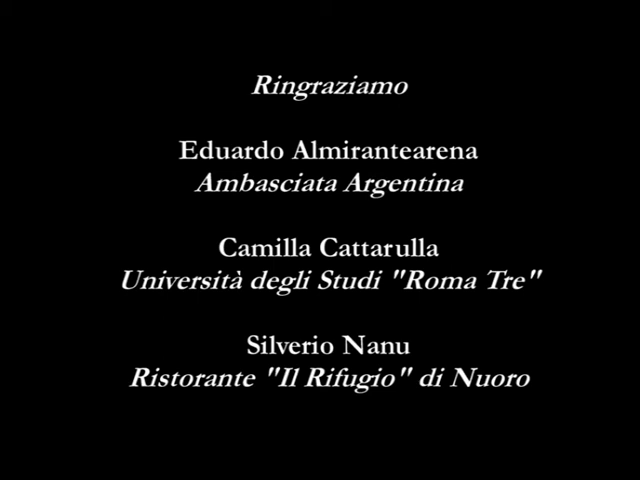 Ringraziamo
Eduardo Almirantearena
Ambasciata Argentina
Camilla Cattarulla
Università degli Studi "Roma Tre"
Silverio Nanu
Ristorante "Il Rifugio" di Nuoro